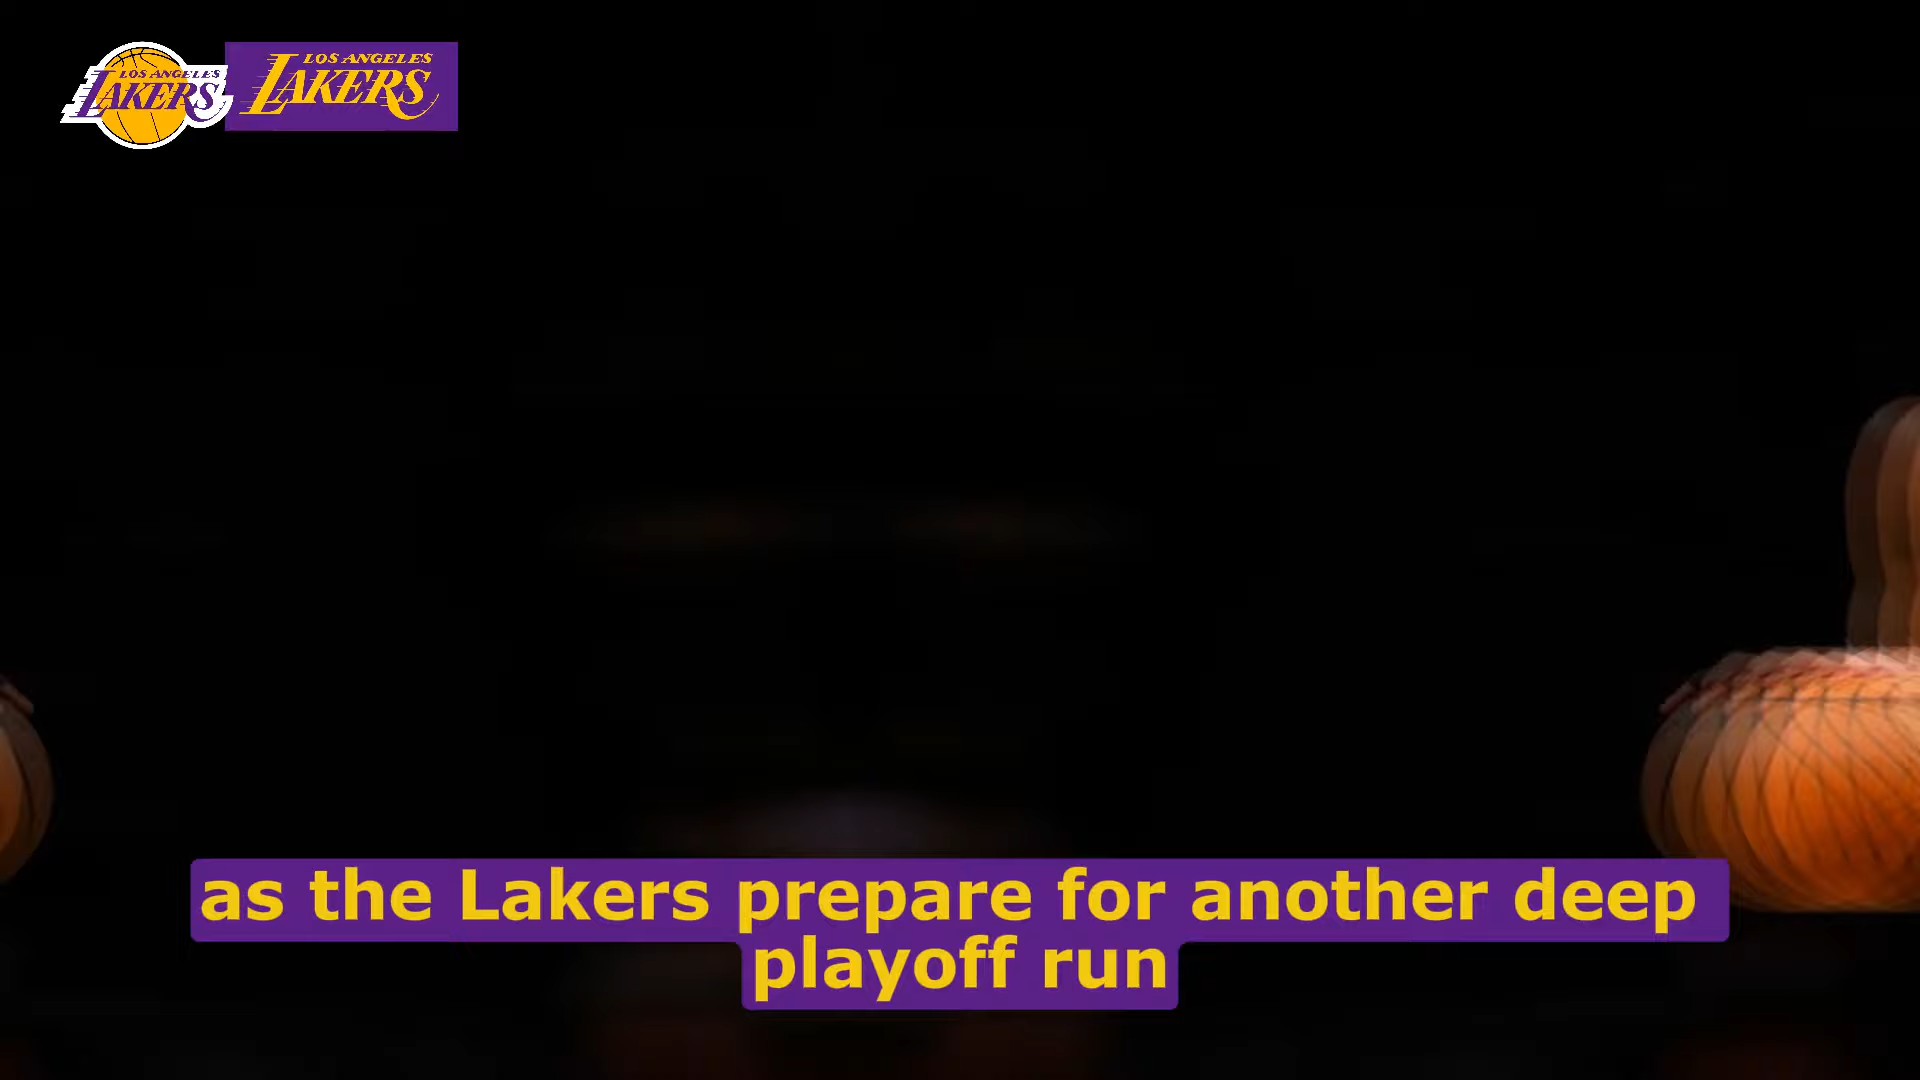 LOS ANGELES
LAKERS
LOS ANGELES
LAKERS
as the Lakers prepare for another deep
playoff run